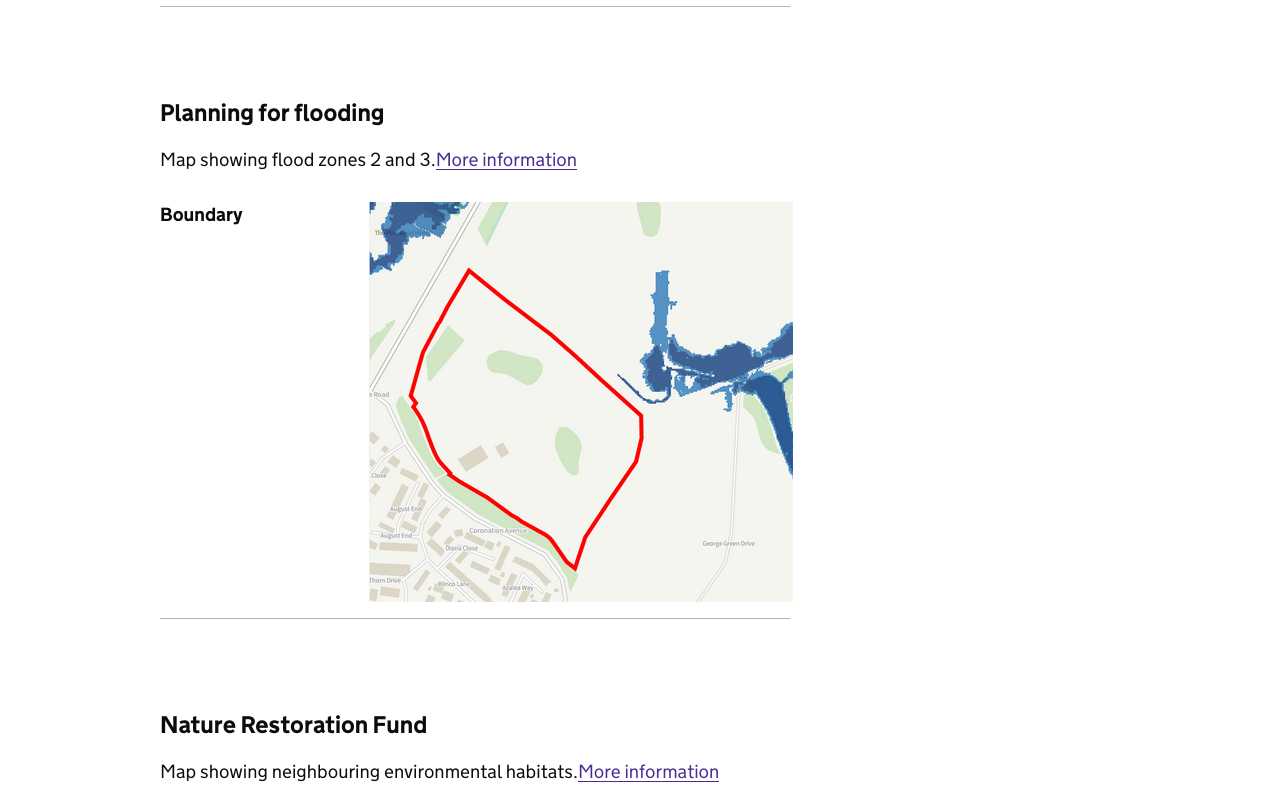 Planning for flooding
Map showing flood zones 2 and 3.More information
Boundary
e Road
Close
August End
August End
Coronation Avenue
Diana Close
George Green Drive
Thorn Drive
Blinco Lane
Azalea Way
Nature Restoration Fund
Map showing neighbouring environmental habitats.More information